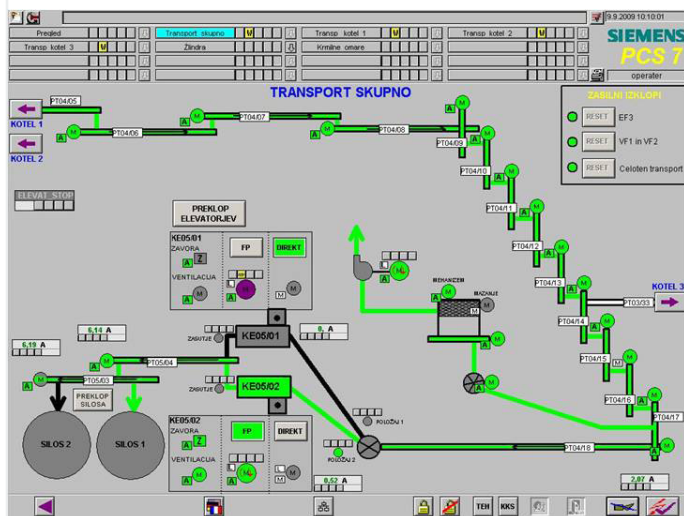 9.9.2009 10:10:01
Pregled
Transport skupno
W
Transp kotel 1
W
Transp kotel 2
W
Transp kotel 3
W
Žlindra
Krmilne omare
SIEMENS
PCS 7
operater
TRANSPORT SKUPNO
ZASILNI IZKLOPI
RESET
EF3
RESET
VF1 in VF2
RESET
Celoten transport
KOTEL 1
KOTEL 2
PT04/05
PT04/06
PT04/07
PT04/08
PT04/09
PT04/10
PT04/11
PT04/12
PT04/13
PT04/14
PT04/15
PT04/16
PT04/17
PT04/18
PT03/33
KOTEL 3
ELEVAT_STOP
PREKLOP
ELEVATORJEV
KE05/01
ZAVORA
A Z
VENTILACIJA
A M
FP
DIREKT
MEHANIZEM
MAZANJE
6,19 A
6,14 A
0, A
ZASUTJE
KE05/01
PT05/04
PT05/03
ZASUTJE
KE05/02
PREKLOP
SILOSA
SILOS 2
SILOS 1
KE05/02
ZAVORA
A Z
VENTILACIJA
A M
FP
DIREKT
POLOŽAJ 1
POLOŽAJ 2
0,52 A
2,07 A
TEH
KKS